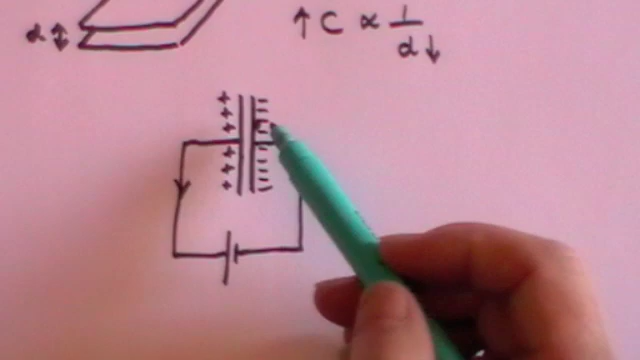 d
↑ C ∝ 1/d ↓
+ + + + + +
− − − − − − −